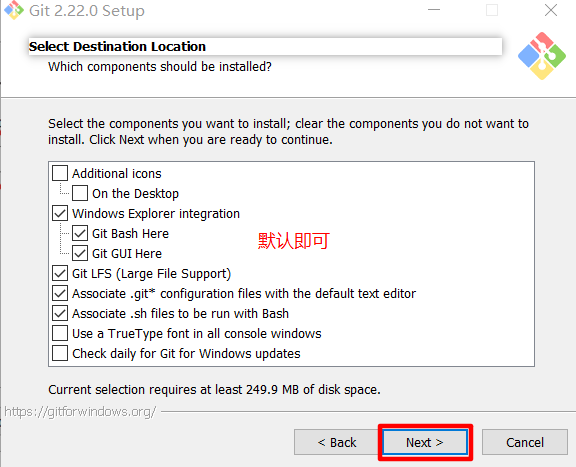 Git 2.22.0 Setup
Select Destination Location
Which components should be installed?
Select the components you want to install; clear the components you do not want to
install. Click Next when you are ready to continue.
Additional icons
On the Desktop
Windows Explorer integration
Git Bash Here
默认即可
Git GUI Here
Git LFS (Large File Support)
Associate .git* configuration files with the default text editor
Associate .sh files to be run with Bash
Use a TrueType font in all console windows
Check daily for Git for Windows updates
Current selection requires at least 249.9 MB of disk space.
https://gitforwindows.org/
< Back
Next >
Cancel